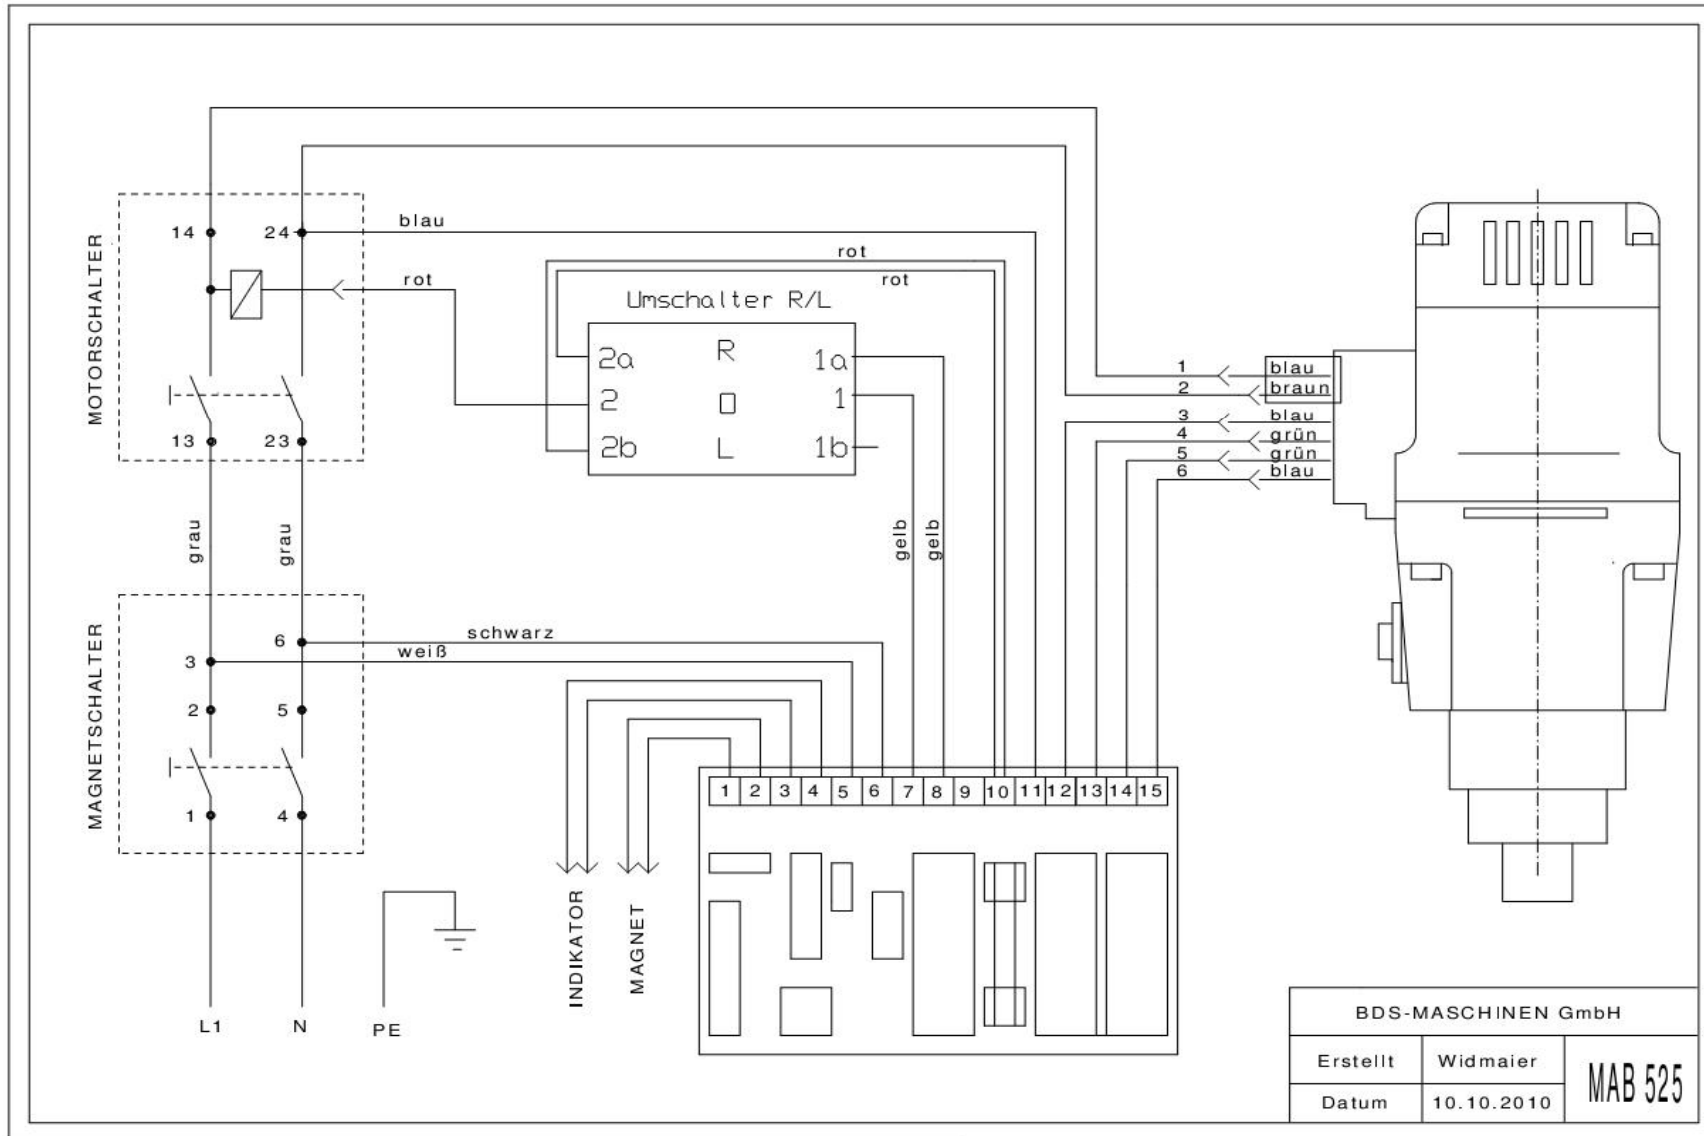 MOTORSCHALTER
14
24
blau
rot
13
23
grau
grau
rot
rot
Umschalter R/L
2a R 1a
2 0 1
2b L 1b
gelb
gelb
1 blau
2 braun
3 blau
4 grün
5 grün
6 blau
MAGNETSCHALTER
6
3
2 5
1 4
schwarz
weiß
L1 N PE
INDIKATOR
MAGNET
1 2 3 4 5 6 7 8 9 10 11 12 13 14 15
BDS-MASCHINEN GmbH
Erstellt Widmaier
Datum 10.10.2010
MAB 525